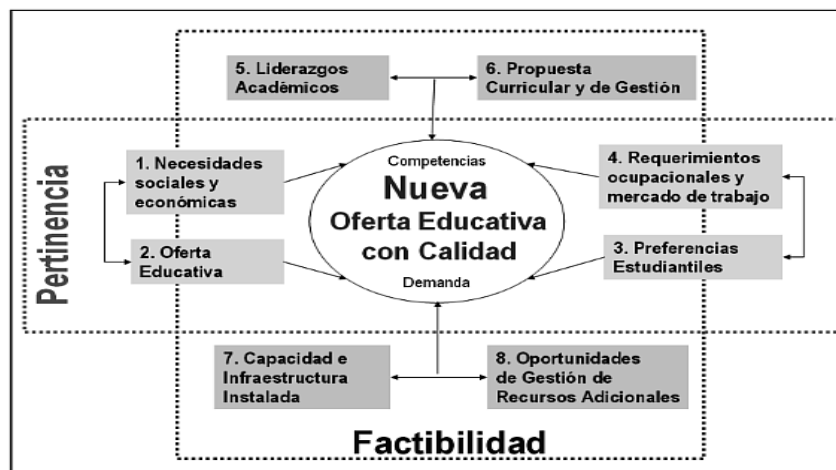 5. Liderazgos
Académicos
6. Propuesta
Curricular y de Gestión
Pertinencia
1. Necesidades
sociales y
económicas
2. Oferta
Educativa
Competencias
Nueva
Oferta Educativa
con Calidad
Demanda
4. Requerimientos
ocupacionales y
mercado de trabajo
3. Preferencias
Estudiantiles
7. Capacidad e
Infraestructura
Instalada
8. Oportunidades
de Gestión de
Recursos Adicionales
Factibilidad